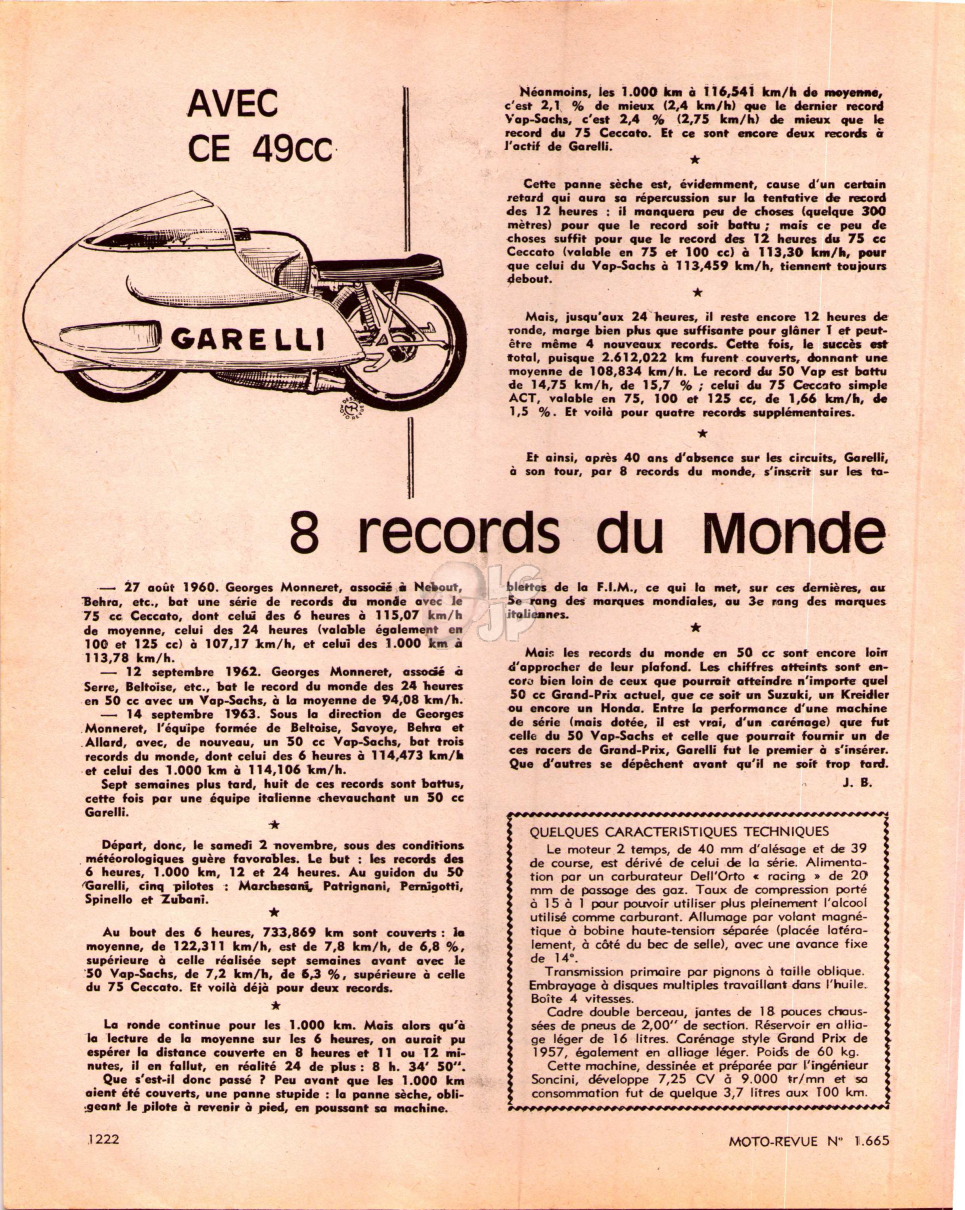 AVEC
CE 49cc
GARELLI
8 records du Monde
— 27 août 1960. Georges Monneret, associé à Nebout,
Behra, etc., bat une série de records du monde avec le
75 cc Ceccato, dont celui des 6 heures à 115,07 km/h
de moyenne, celui des 24 heures (valable également en
100 et 125 cc) à 107,17 km/h, et celui des 1.000 km à
113,78 km/h.
— 12 septembre 1962. Georges Monneret, associé à
Serre, Beltoise, etc., bat le record du monde des 24 heures
en 50 cc avec un Vap-Sachs, à la moyenne de 94,08 km/h.
— 14 septembre 1963. Sous la direction de Georges
Monneret, l'équipe formée de Beltoise, Savoye, Behra et
Allard, avec, de nouveau, un 50 cc Vap-Sachs, bat trois
records du monde, dont celui des 6 heures à 114,473 km/h
et celui des 1.000 km à 114,106 km/h.
Sept semaines plus tard, huit de ces records sont battus,
cette fois par une équipe italienne chevauchant un 50 cc
Garelli.
★
Départ, donc, le samedi 2 novembre, sous des conditions
météorologiques guère favorables. Le but : les records des
6 heures, 1.000 km, 12 et 24 heures. Au guidon du 50
Garelli, cinq pilotes : Marchesani, Patrignani, Pernigotti,
Spinello et Zubani.
★
Au bout des 6 heures, 733,869 km sont couverts : la
moyenne, de 122,311 km/h, est de 7,8 km/h, de 6,8 %,
supérieure à celle réalisée sept semaines avant avec le
50 Vap-Sachs, de 7,2 km/h, de 6,3 %, supérieure à celle
du 75 Ceccato. Et voilà déjà pour deux records.
★
La ronde continue pour les 1.000 km. Mais alors qu'à
la lecture de la moyenne sur les 6 heures, on aurait pu
espérer la distance couverte en 8 heures et 11 ou 12 mi-
nutes, il en fallut, en réalité 24 de plus : 8 h. 34' 50".
Que s'est-il donc passé ? Peu avant que les 1.000 km
aient été couverts, une panne stupide : la panne sèche, obli-
geant le pilote à revenir à pied, en poussant sa machine.
Néanmoins, les 1.000 km à 116,541 km/h de moyenne,
c'est 2,1 % de mieux (2,4 km/h) que le dernier record
Vap-Sachs, c'est 2,4 % (2,75 km/h) de mieux que le
record du 75 Ceccato. Et ce sont encore deux records à
l'actif de Garelli.
★
Cette panne sèche est, évidemment, cause d'un certain
retard qui aura sa répercussion sur la tentative de record
des 12 heures : il manquera peu de choses (quelque 300
mètres) pour que le record soit battu ; mais ce peu de
choses suffit pour que le record des 12 heures du 75 cc
Ceccato (valable en 75 et 100 cc) à 113,30 km/h, pour
que celui du Vap-Sachs à 113,459 km/h, tiennent toujours
debout.
★
Mais, jusqu'aux 24 heures, il reste encore 12 heures de
ronde, marge bien plus que suffisante pour glâner 1 et peut-
être même 4 nouveaux records. Cette fois, le succès est
total, puisque 2.612,022 km furent couverts, donnant une
moyenne de 108,834 km/h. Le record du 50 Vap est battu
de 14,75 km/h, de 15,7 % ; celui du 75 Ceccato simple
ACT, valable en 75, 100 et 125 cc, de 1,66 km/h, de
1,5 %. Et voilà pour quatre records supplémentaires.
★
Et ainsi, après 40 ans d'absence sur les circuits, Garelli,
à son tour, par 8 records du monde, s'inscrit sur les ta-
blettes de la F.I.M., ce qui la met, sur ces dernières, au
5e rang des marques mondiales, au 3e rang des marques
italiennes.
★
Mais les records du monde en 50 cc sont encore loin
d'approcher de leur plafond. Les chiffres atteints sont en-
core bien loin de ceux que pourrait atteindre n'importe quel
50 cc Grand-Prix actuel, que ce soit un Suzuki, un Kreidler
ou encore un Honda. Entre la performance d'une machine
de série (mais dotée, il est vrai, d'un carénage) que fut
celle du 50 Vap-Sachs et celle que pourrait fournir un de
ces racers de Grand-Prix, Garelli fut le premier à s'insérer.
Que d'autres se dépêchent avant qu'il ne soit trop tard.
J. B.
QUELQUES CARACTERISTIQUES TECHNIQUES
Le moteur 2 temps, de 40 mm d'alésage et de 39
de course, est dérivé de celui de la série. Alimenta-
tion par un carburateur Dell'Orto « racing » de 20
mm de passage des gaz. Taux de compression porté
à 15 à 1 pour pouvoir utiliser plus pleinement l'alcool
utilisé comme carburant. Allumage par volant magné-
tique à bobine haute-tension séparée (placée latéra-
lement, à côté du bec de selle), avec une avance fixe
de 14°.
Transmission primaire par pignons à taille oblique.
Embrayage à disques multiples travaillant dans l'huile.
Boîte 4 vitesses.
Cadre double berceau, jantes de 18 pouces chaus-
sées de pneus de 2,00" de section. Réservoir en allia-
ge léger de 16 litres. Carénage style Grand Prix de
1957, également en alliage léger. Poids de 60 kg.
Cette machine, dessinée et préparée par l'ingénieur
Soncini, développe 7,25 CV à 9.000 tr/mn et sa
consommation fut de quelque 3,7 litres aux 100 km.
1222
MOTO-REVUE N° 1.665